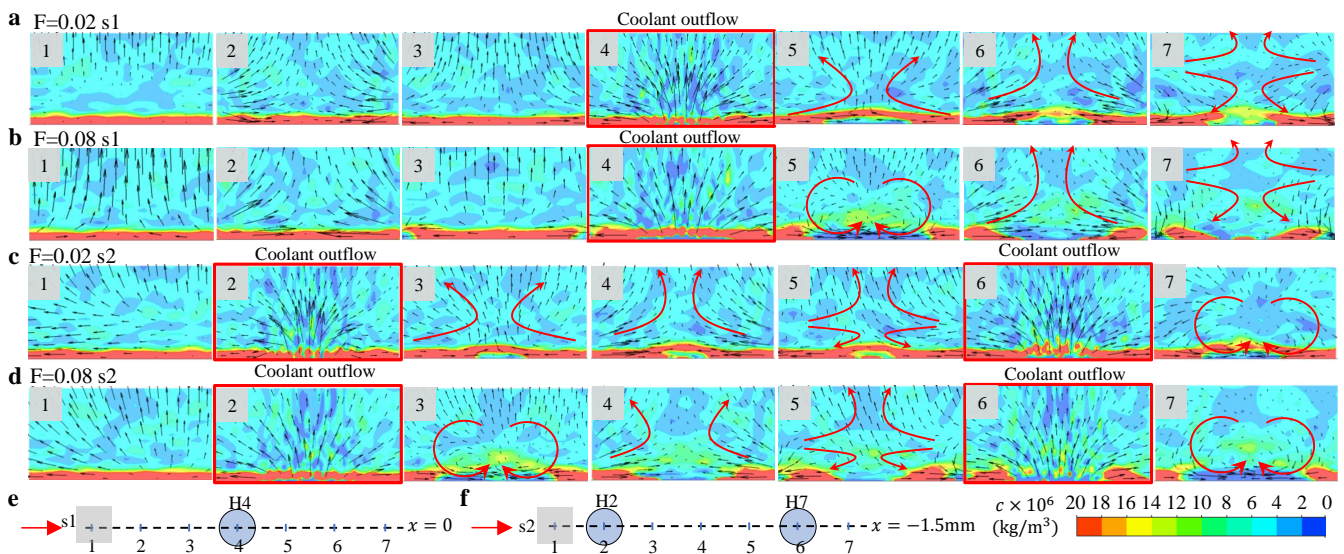 a F=0.02 s1 Coolant outflow
1 2 3 4 5 6 7
b F=0.08 s1 Coolant outflow
1 2 3 4 5 6 7
c F=0.02 s2 Coolant outflow Coolant outflow
1 2 3 4 5 6 7
d F=0.08 s2 Coolant outflow Coolant outflow
1 2 3 4 5 6 7
e s1 H4 x = 0
1 2 3 4 5 6 7
f s2 H2 H7 x = −1.5mm
1 2 3 4 5 6 7
c × 10⁶ 20 18 16 14 12 10 8 6 4 2 0
(kg/m³)